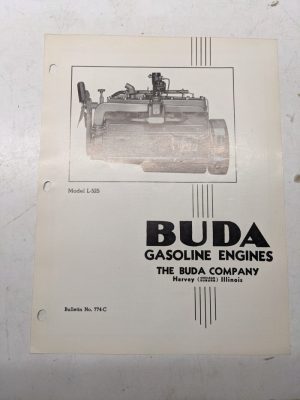 Model L-525
BUDA
GASOLINE ENGINES
THE BUDA COMPANY
Harvey Illinois
Bulletin No. 774-C